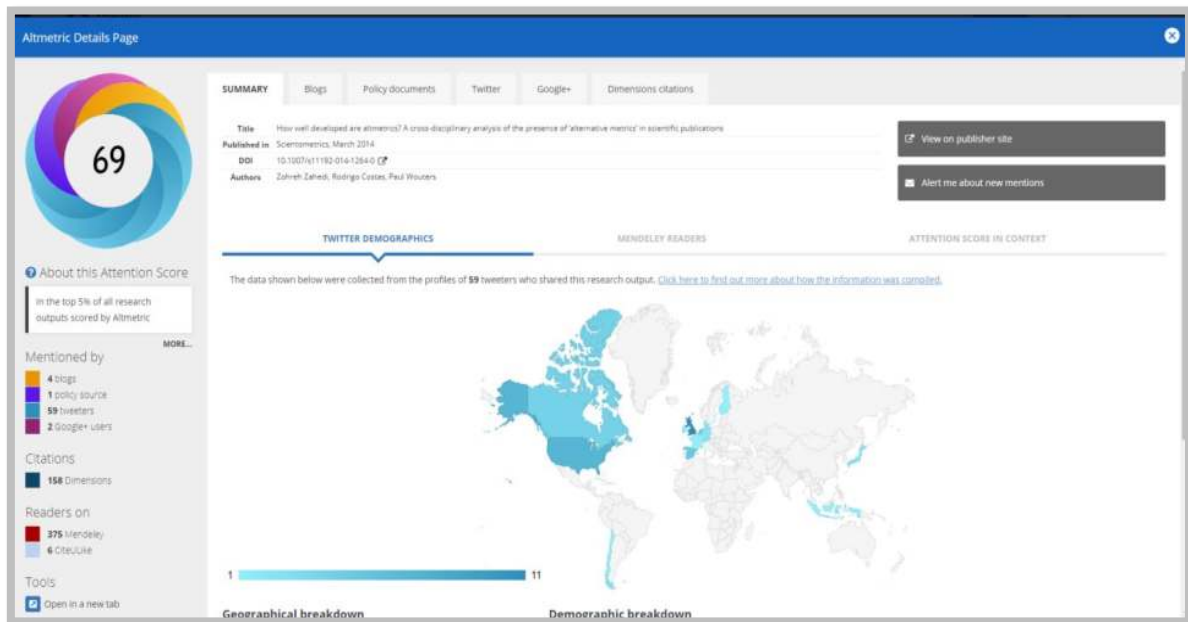 Altmetric Details Page
69
About this Attention Score
In the top 5% of all research
outputs scored by Altmetric
MORE...
Mentioned by
4 blogs
1 policy source
59 tweeters
2 Google+ users
Citations
158 Dimensions
Readers on
375 Mendeley
6 CiteULike
Tools
Open in a new tab
SUMMARY Blogs Policy documents Twitter Google+ Dimensions citations
Title How well developed are altmetrics? A cross-disciplinary analysis of the presence of 'alternative metrics' in scientific publications
Published in Scientometrics, March 2014
DOI 10.1007/s11192-014-1264-0
Authors Zohreh Zahedi, Rodrigo Costas, Paul Wouters
View on publisher site
Alert me about new mentions
TWITTER DEMOGRAPHICS MENDELEY READERS ATTENTION SCORE IN CONTEXT
The data shown below were collected from the profiles of 59 tweeters who shared this research output. Click here to find out more about how the information was compiled.
1 11
Geographical breakdown Demographic breakdown